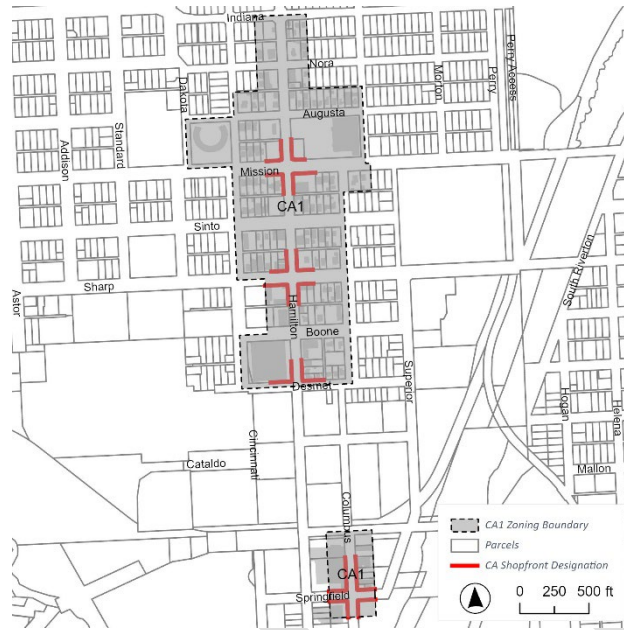 Indiana
Nora
Perry Access
Perry
Morton
Dakota
Augusta
Standard
Addison
Mission
CA1
Sinto
South Riverton
Sharp
Astor
Hamilton
Boone
Superior
Desmet
Hogan
Helena
Cincinnati
Cataldo
Mallon
Columbus
CA1
Springfield
CA1 Zoning Boundary
Parcels
CA Shopfront Designation
0 250 500 ft